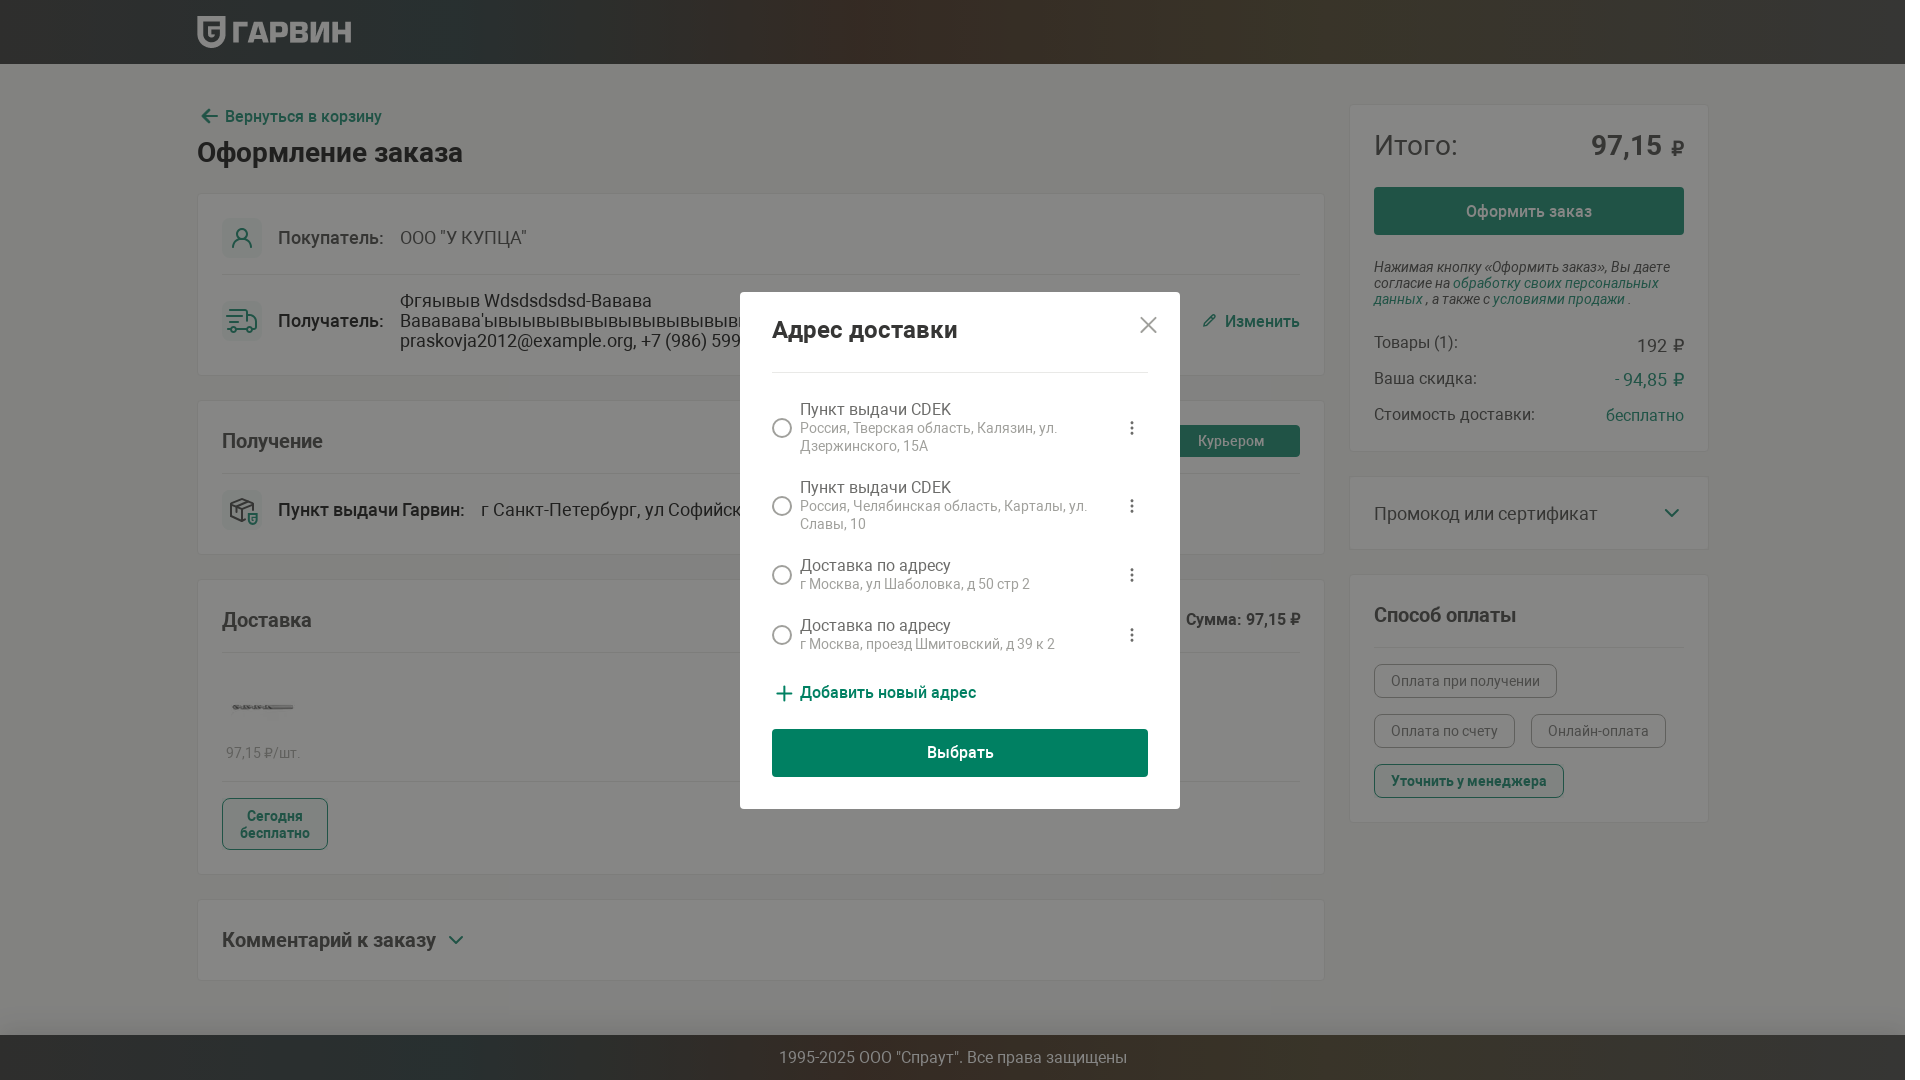 ГАРВИН
Вернуться в корзину
Оформление заказа
Покупатель: ООО "У КУПЦА"
Получатель:
Фгяывыв Wdsdsdsdsd-Вавава
praskovja2012@example.org, +7 (986) 599
Изменить
Получение
Курьером
Пункт выдачи Гарвин: г Санкт-Петербург, ул Софийск
Доставка
Сумма: 97,15 ₽
97,15 ₽/шт.
Сегодня
бесплатно
Комментарий к заказу
Адрес доставки
Пункт выдачи CDEK
Россия, Тверская область, Калязин, ул.
Дзержинского, 15А
Пункт выдачи CDEK
Россия, Челябинская область, Карталы, ул.
Славы, 10
Доставка по адресу
г Москва, ул Шаболовка, д 50 стр 2
Доставка по адресу
г Москва, проезд Шмитовский, д 39 к 2
Добавить новый адрес
Выбрать
Итого: 97,15 ₽
Оформить заказ
Нажимая кнопку «Оформить заказ», Вы даете
согласие на обработку своих персональных
данных , а также с условиями продажи .
Товары (1): 192 ₽
Ваша скидка: - 94,85 ₽
Стоимость доставки: бесплатно
Промокод или сертификат
Способ оплаты
Оплата при получении
Оплата по счету Онлайн-оплата
Уточнить у менеджера
1995-2025 ООО "Спраут". Все права защищены